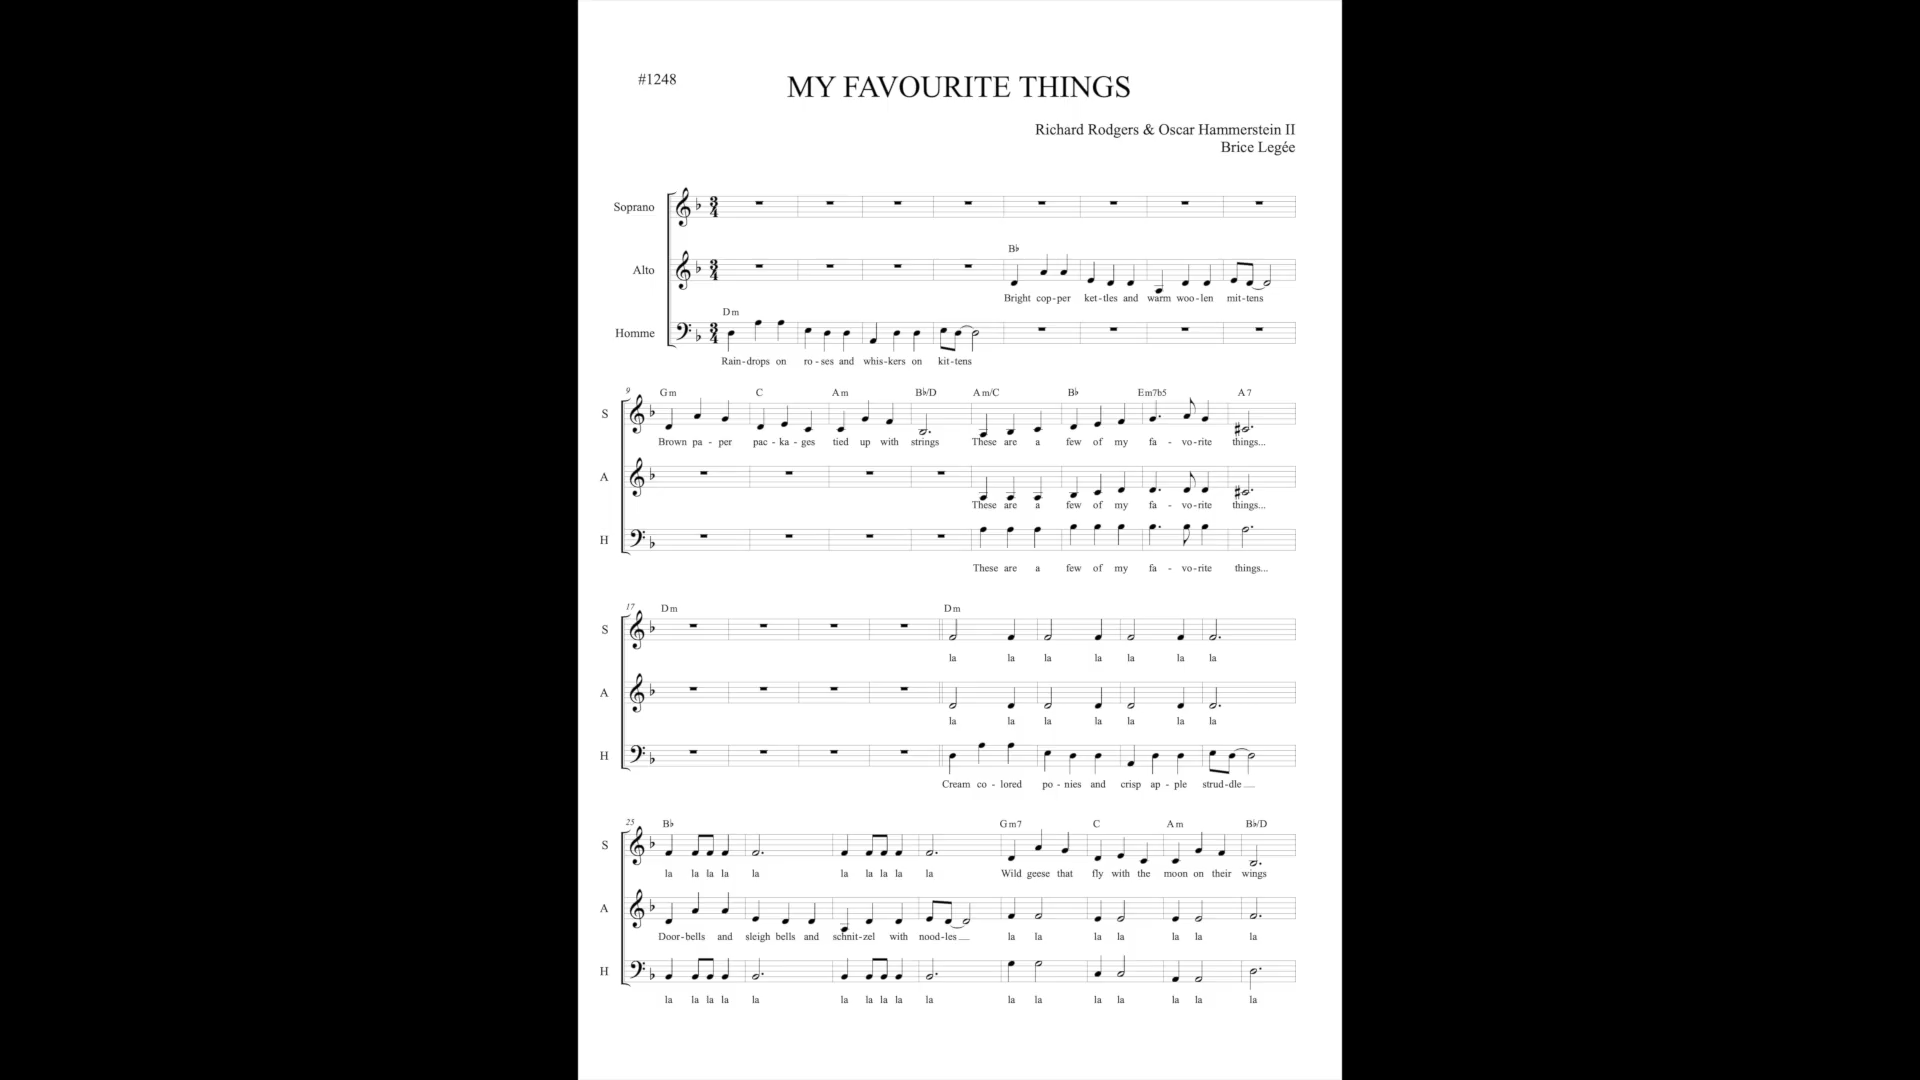 #1248
MY FAVOURITE THINGS
Richard Rodgers & Oscar Hammerstein II
Brice Legée
Soprano
B♭
Alto
Bright cop-per ket-tles and warm woo-len mit-tens
Dm
Homme
Rain-drops on ro-ses and whis-kers on kit-tens
9 Gm C Am B♭/D Am/C B♭ Em7b5 A7
S
Brown pa - per pac-ka-ges tied up with strings These are a few of my fa - vo-rite things...
A
These are a few of my fa - vo-rite things...
H
These are a few of my fa - vo-rite things...
17 Dm Dm
S
la la la la la la la
A
la la la la la la la
H
Cream co - lored po - nies and crisp ap - ple strud-dle
25 B♭ Gm7 C Am B♭/D
S
la la la la la la la la la la Wild geese that fly with the moon on their wings
A
Door-bells and sleigh bells and schnit-zel with nood-les la la la la la la la
H
la la la la la la la la la la la la la la la la la